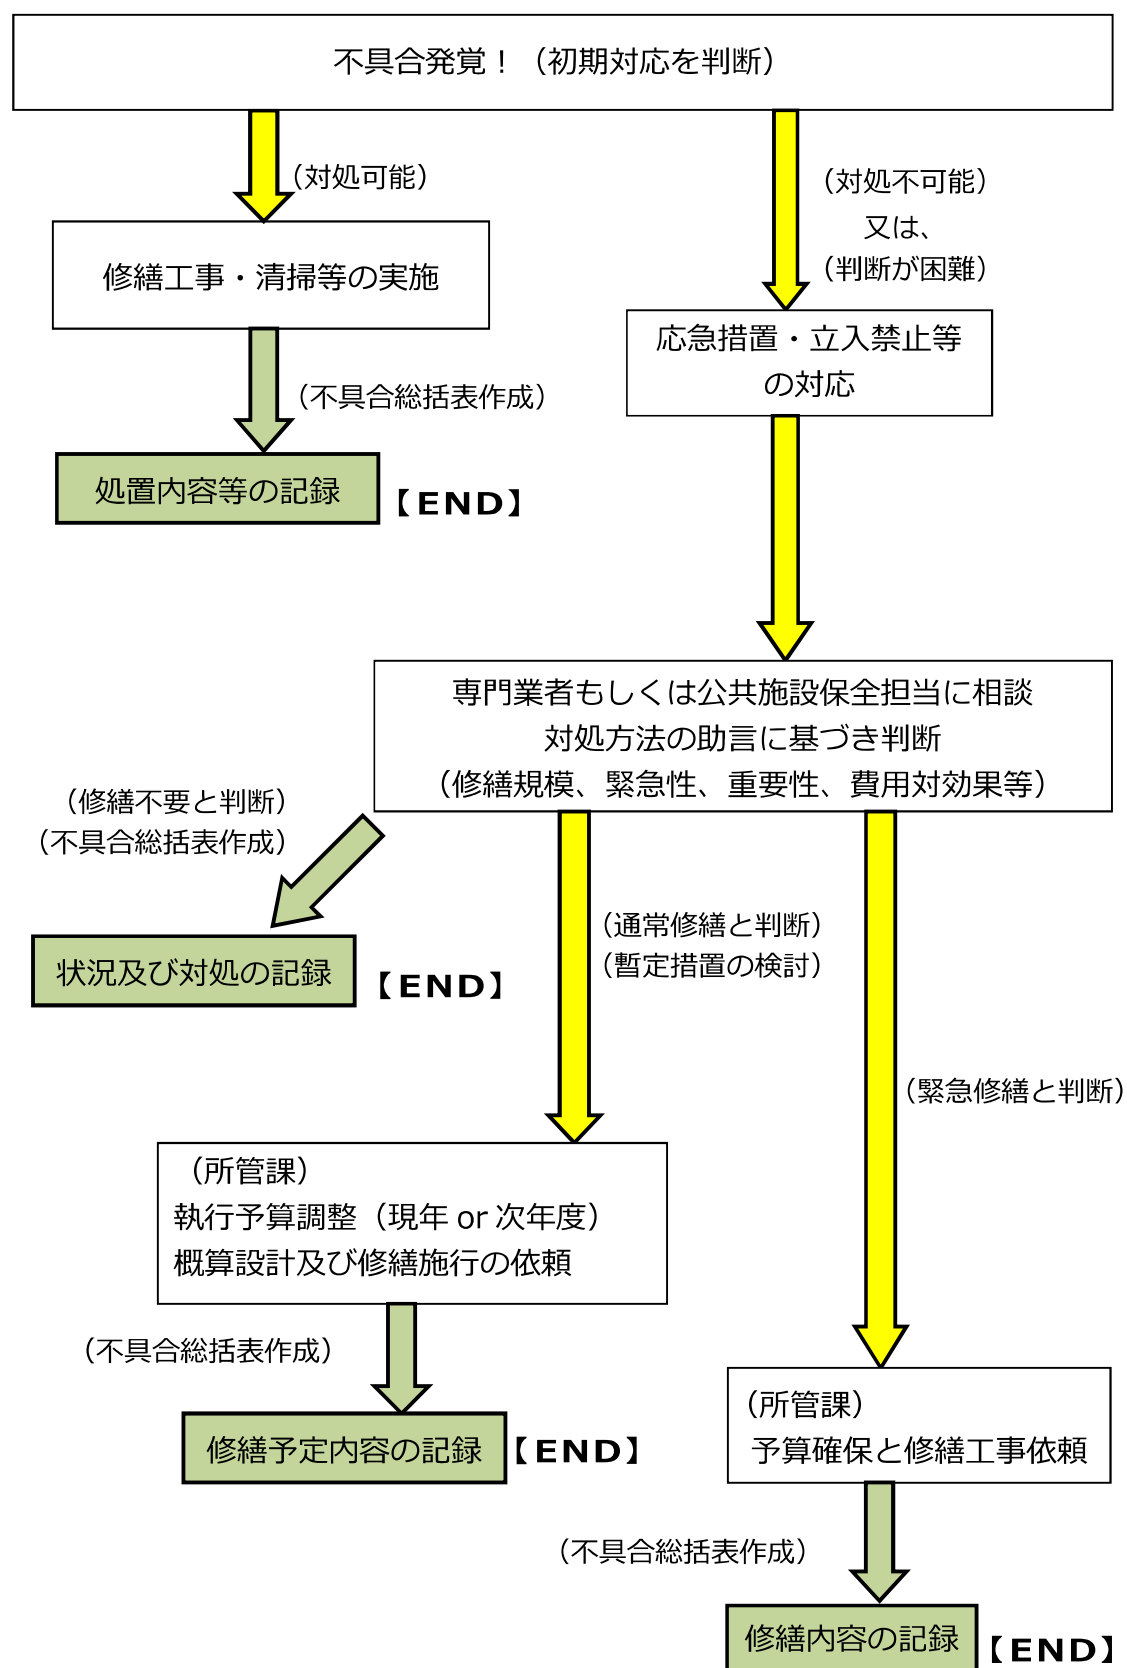 不具合発覚！（初期対応を判断）
（対処可能）
（対処不可能）
又は、
（判断が困難）
修繕工事・清掃等の実施
応急措置・立入禁止等
の対応
（不具合総括表作成）
処置内容等の記録
【END】
専門業者もしくは公共施設保全担当に相談
対処方法の助言に基づき判断
（修繕規模、緊急性、重要性、費用対効果等）
（修繕不要と判断）
（不具合総括表作成）
状況及び対処の記録
【END】
（通常修繕と判断）
（暫定措置の検討）
（緊急修繕と判断）
（所管課）
執行予算調整（現年 or 次年度）
概算設計及び修繕施行の依頼
（不具合総括表作成）
修繕予定内容の記録
【END】
（所管課）
予算確保と修繕工事依頼
（不具合総括表作成）
修繕内容の記録
【END】